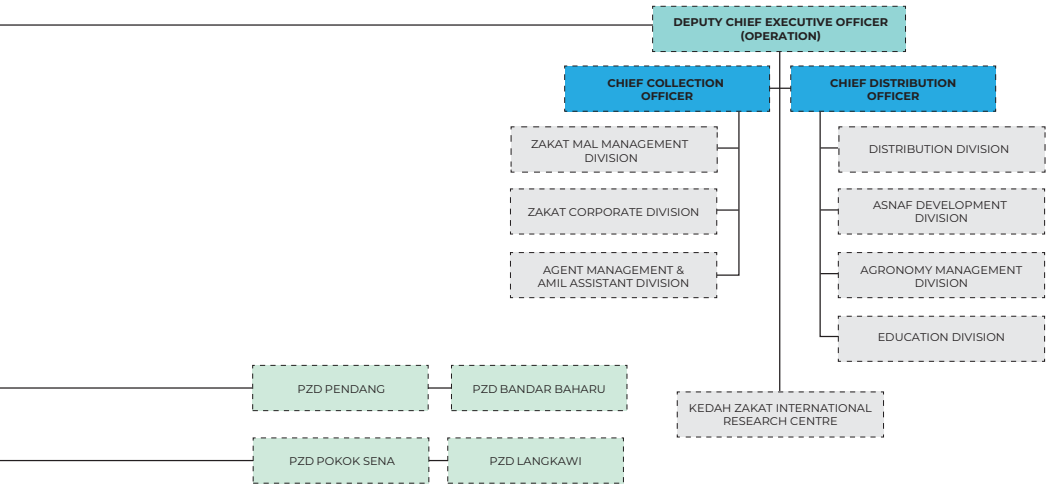 DEPUTY CHIEF EXECUTIVE OFFICER
(OPERATION)
CHIEF COLLECTION
OFFICER
CHIEF DISTRIBUTION
OFFICER
ZAKAT MAL MANAGEMENT
DIVISION
ZAKAT CORPORATE DIVISION
AGENT MANAGEMENT &
AMIL ASSISTANT DIVISION
DISTRIBUTION DIVISION
ASNAF DEVELOPMENT
DIVISION
AGRONOMY MANAGEMENT
DIVISION
EDUCATION DIVISION
PZD PENDANG
PZD BANDAR BAHARU
KEDAH ZAKAT INTERNATIONAL
RESEARCH CENTRE
PZD POKOK SENA
PZD LANGKAWI